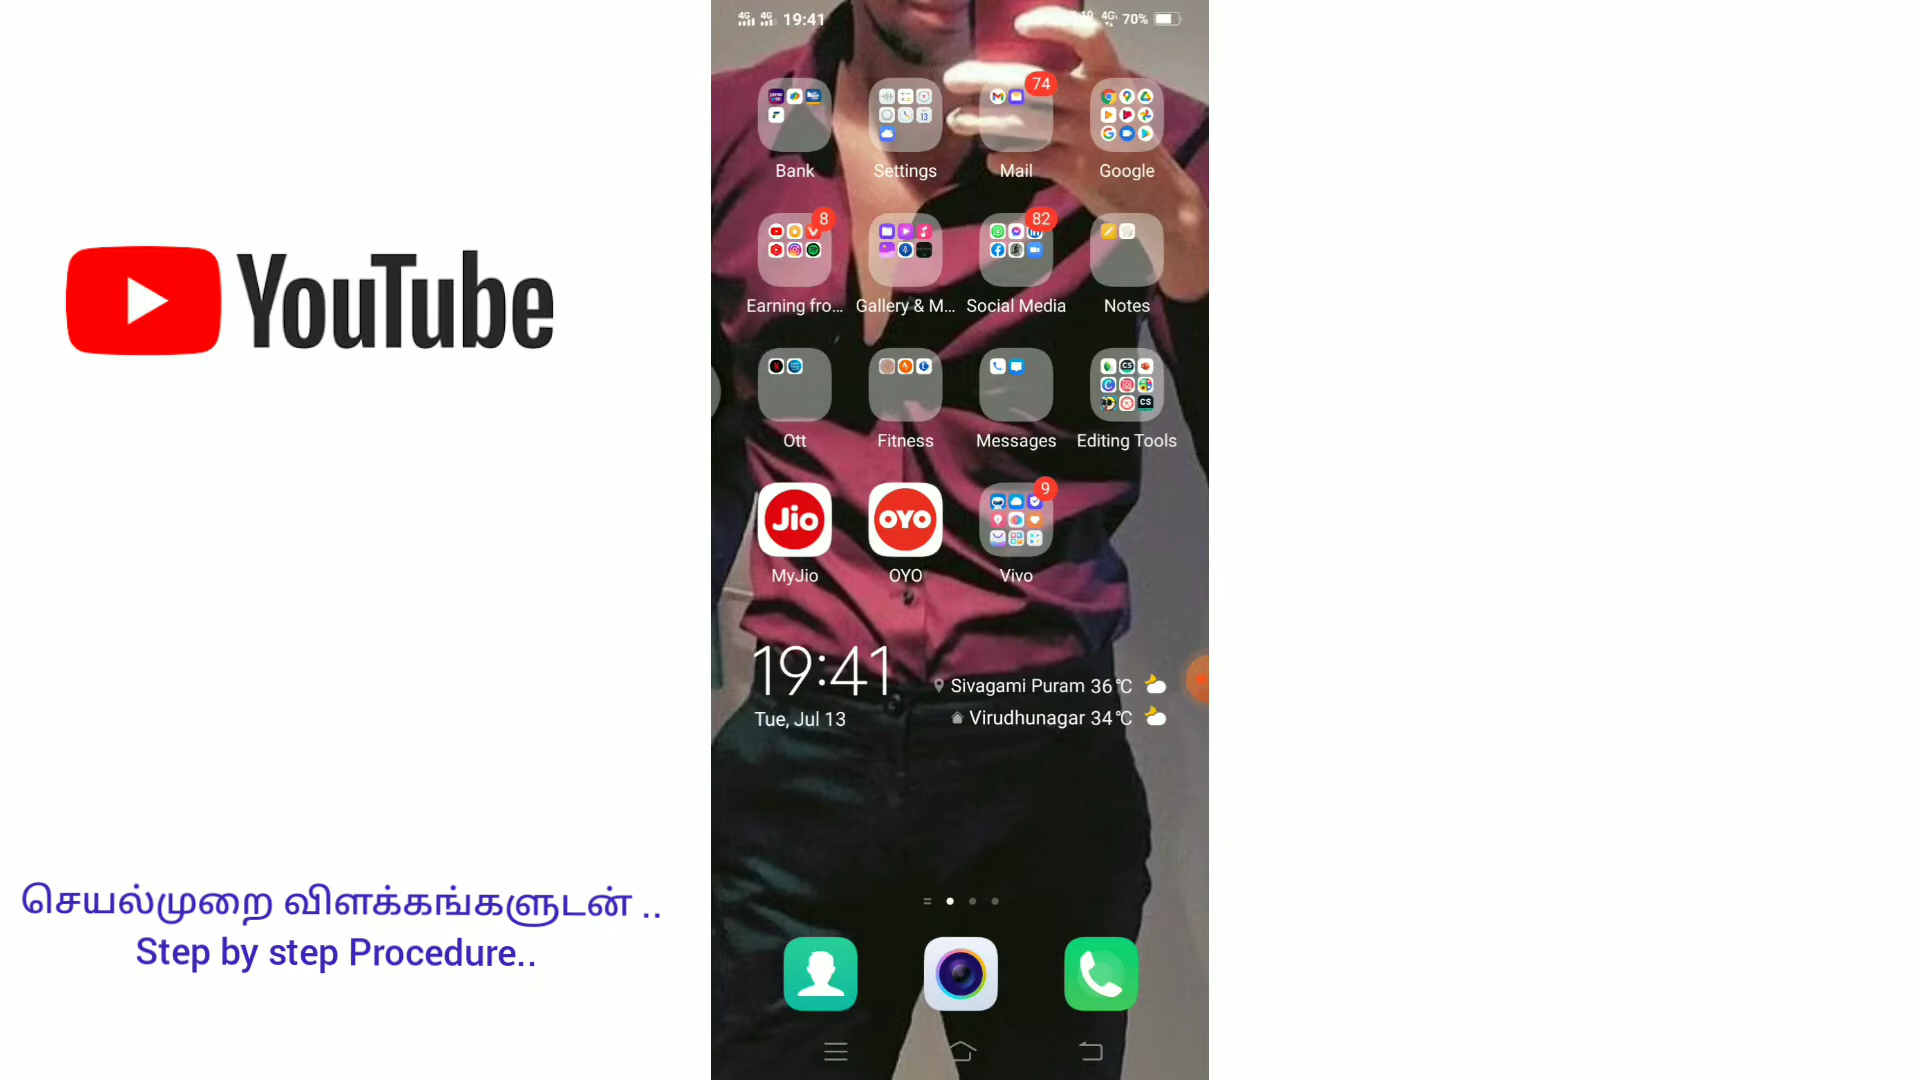 19:41
70%
74
Bank
Settings
Mail
Google
8
82
Earning fro...
Gallery & M...
Social Media
Notes
Ott
Fitness
Messages
Editing Tools
Jio
OYO
9
MyJio
OYO
Vivo
19:41
Tue, Jul 13
Sivagami Puram 36°C
Virudhunagar 34°C
YouTube
செயல்முறை விளக்கங்களுடன் ..
Step by step Procedure..